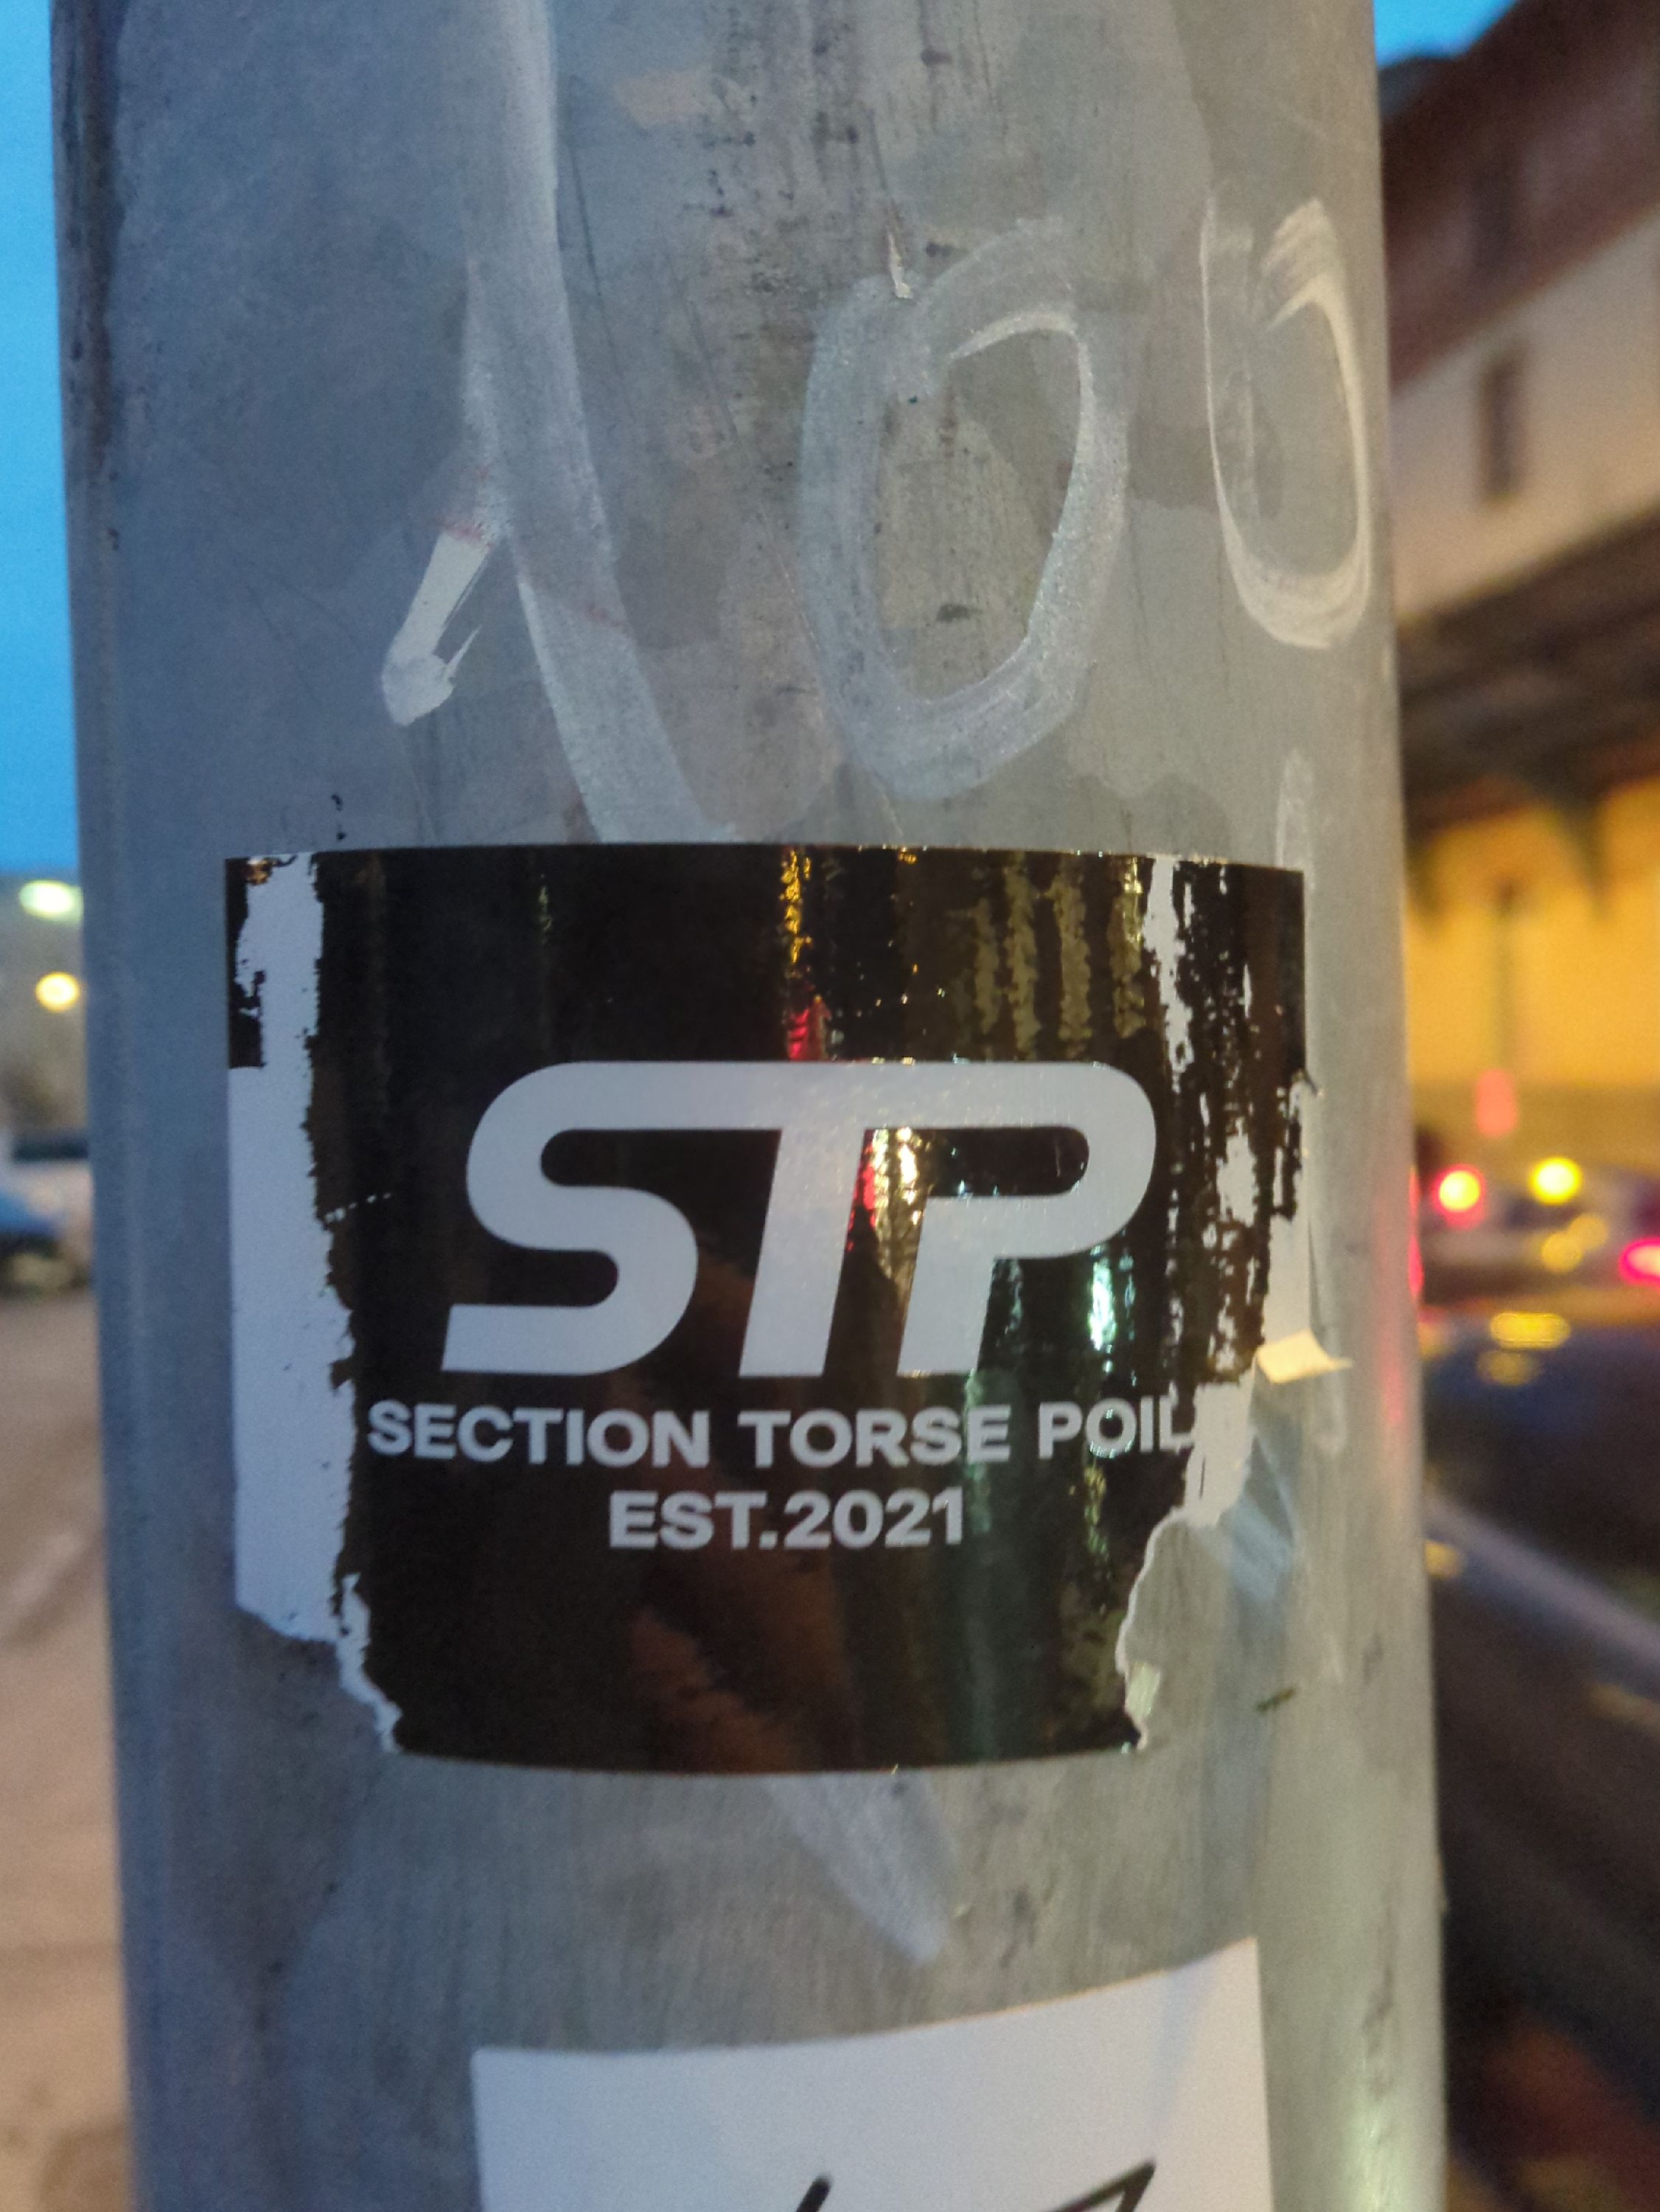 STP
SECTION TORSE POIL
EST.2021